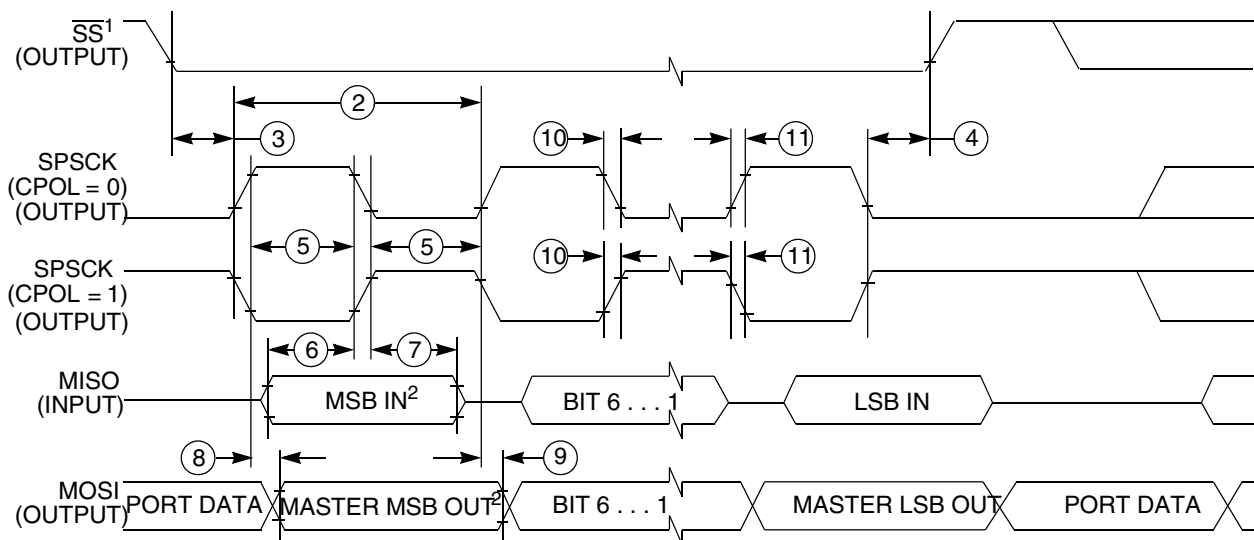 SS¹
(OUTPUT)
2
3
10
11
4
SPSCK
(CPOL = 0)
(OUTPUT)
5
5
10
11
SPSCK
(CPOL = 1)
(OUTPUT)
6
7
MISO
(INPUT)
MSB IN²
BIT 6 . . . 1
LSB IN
8
9
MOSI
(OUTPUT)
PORT DATA
MASTER MSB OUT²
BIT 6 . . . 1
MASTER LSB OUT
PORT DATA